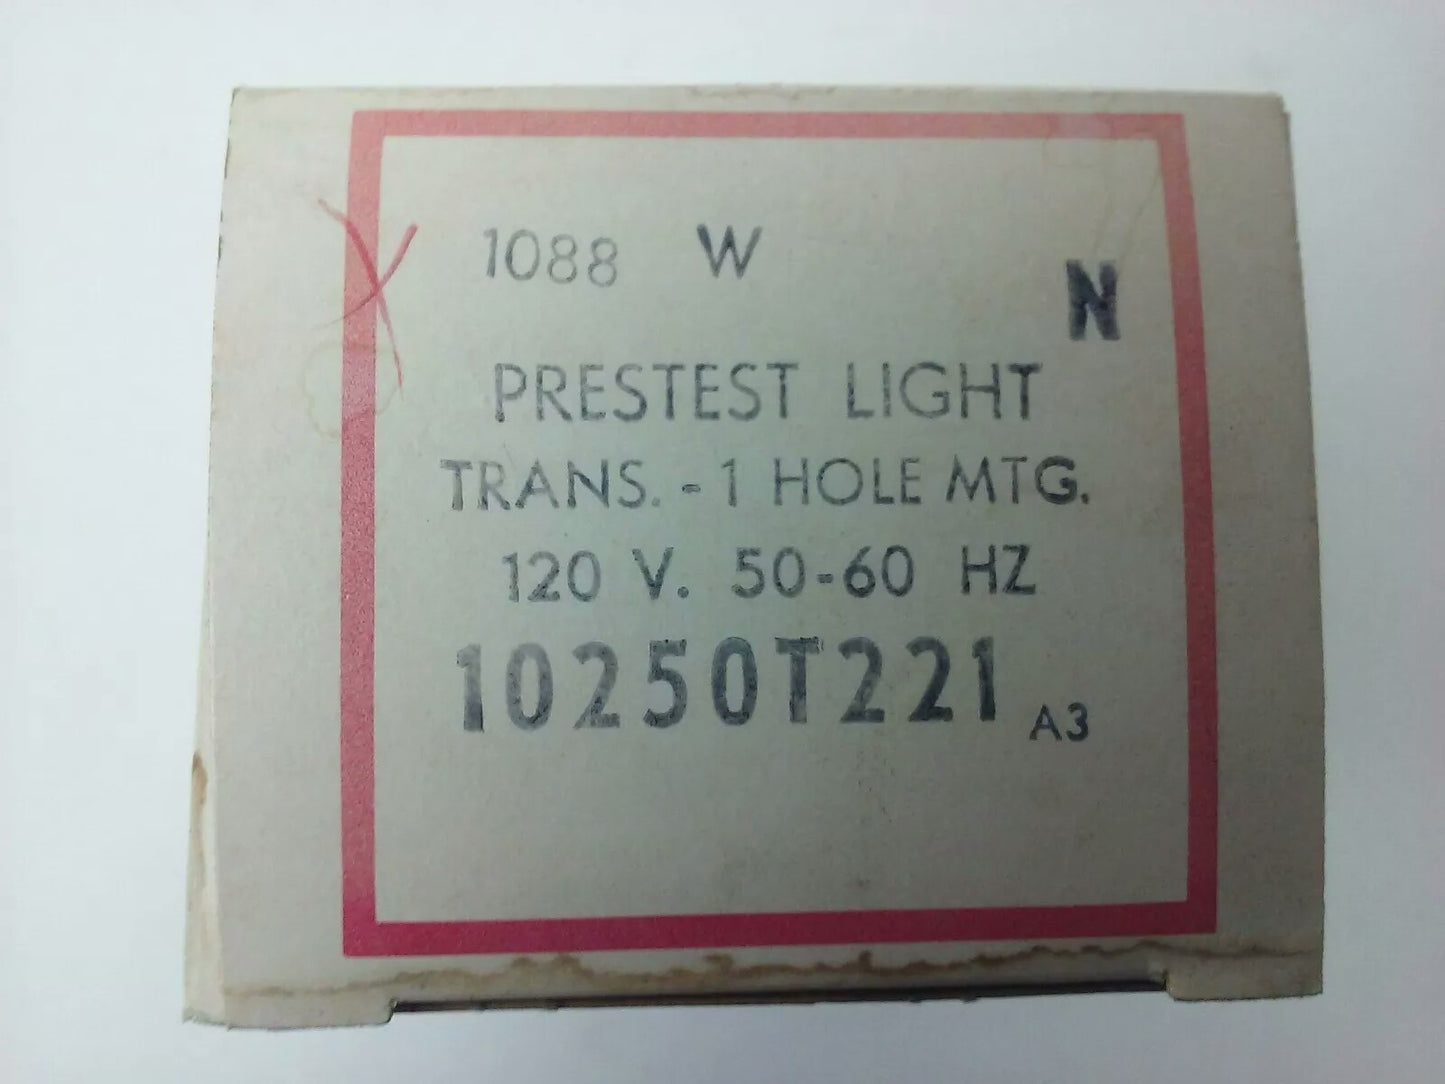 1088 W
N
PRESTEST LIGHT
TRANS. - 1 HOLE MTG.
120 V. 50-60 HZ
10250T221 A3